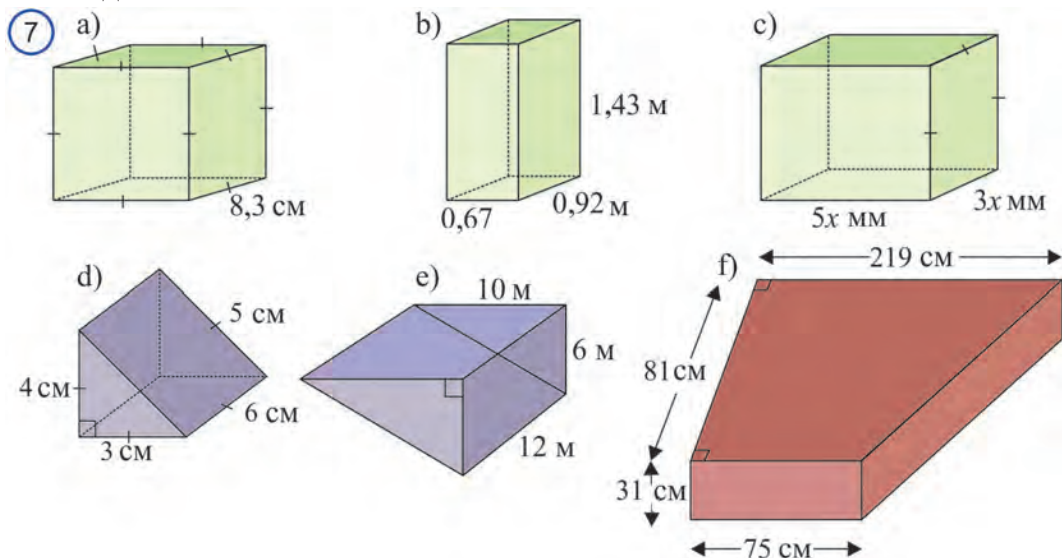 7 a) b) c)
1,43 м
8,3 см 0,67 0,92 м 5x мм 3x мм
d) e) f)
219 см
10 м
5 см
6 м
4 см 81 см
6 см
12 м
3 см
31 см
75 см